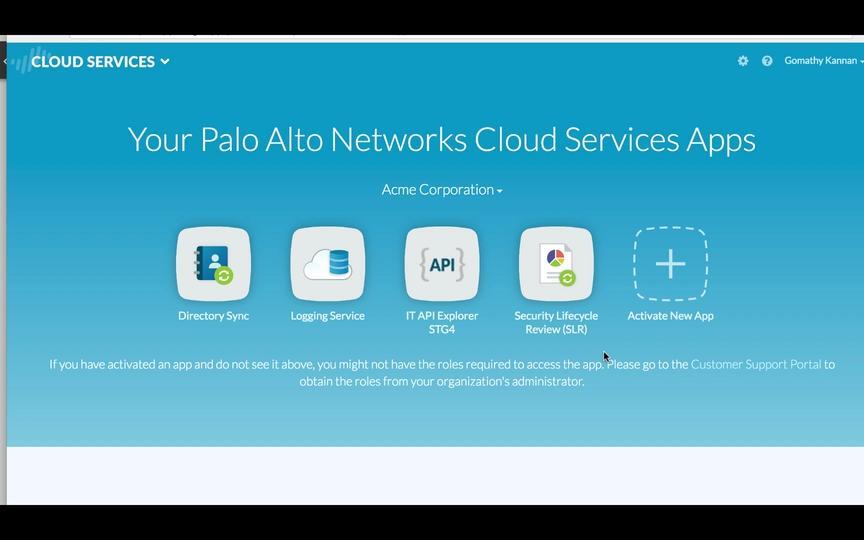 CLOUD SERVICES
Gomathy Kannan
Your Palo Alto Networks Cloud Services Apps
Acme Corporation
{API}
Directory Sync
Logging Service
IT API Explorer
STG4
Security Lifecycle
Review (SLR)
Activate New App
If you have activated an app and do not see it above, you might not have the roles required to access the app. Please go to the Customer Support Portal to
obtain the roles from your organization's administrator.